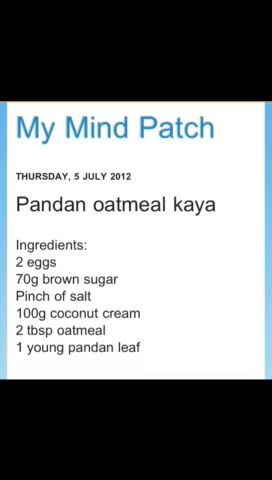 My Mind Patch
THURSDAY, 5 JULY 2012
Pandan oatmeal kaya
Ingredients:
2 eggs
70g brown sugar
Pinch of salt
100g coconut cream
2 tbsp oatmeal
1 young pandan leaf